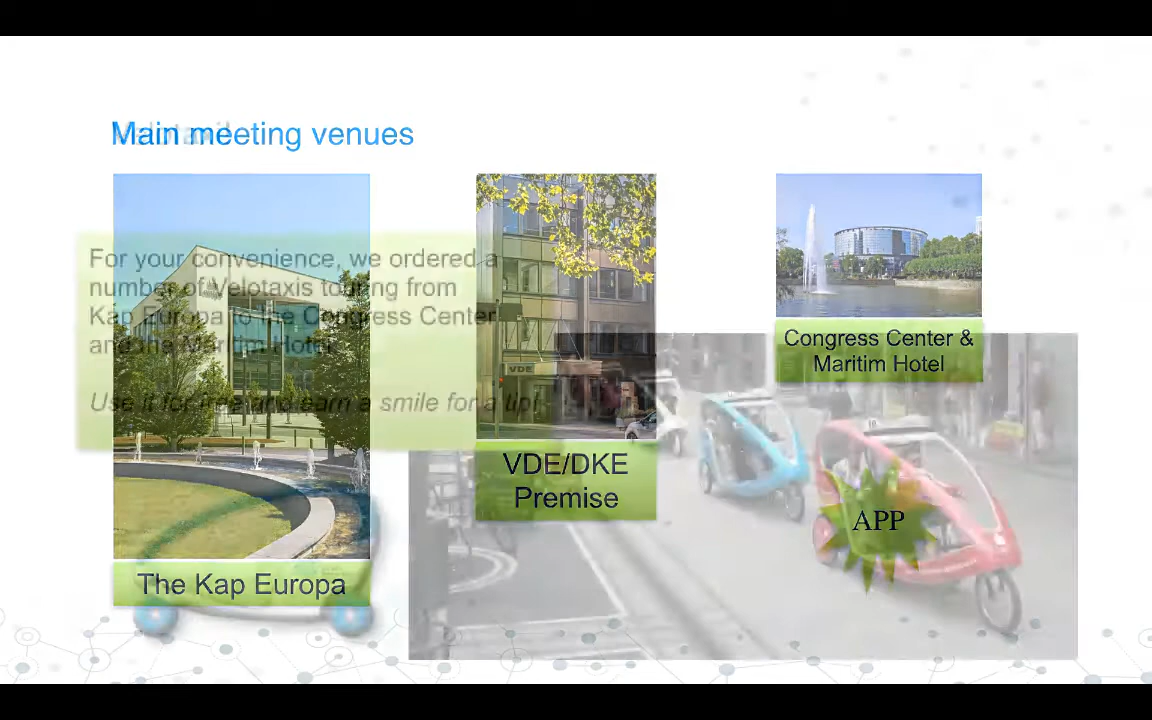 Main meeting venues
Velotaxi
For your convenience, we ordered a
number of Velotaxis touring from
Kap Europa to the Congress Center
and the Maritim Hotel.
Use it for free and earn a smile for a tip!
VDE
Congress Center &
Maritim Hotel
VDE/DKE
Premise
APP
The Kap Europa